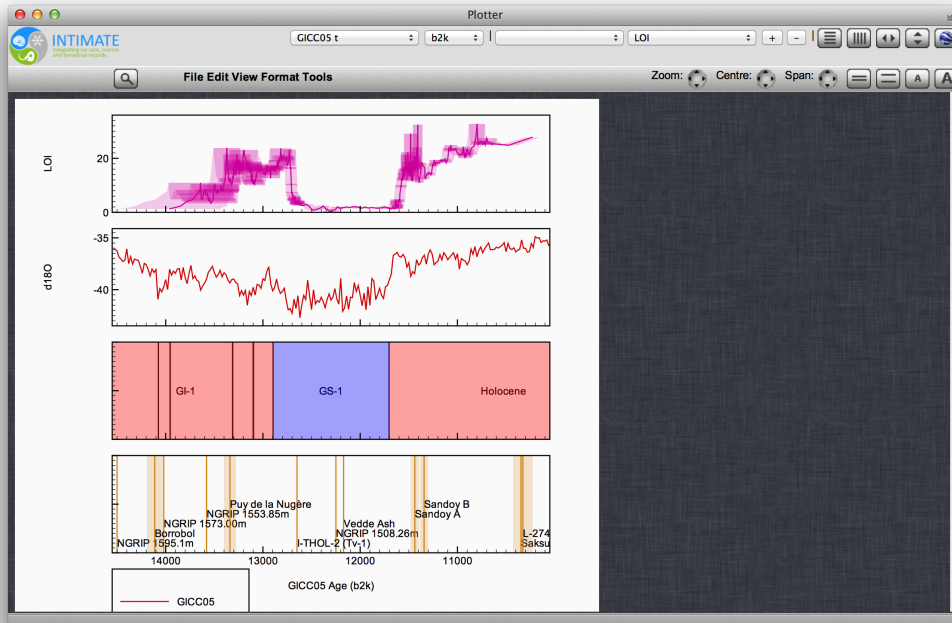 Plotter
INTIMATE
Integrating ice core, marine
and terrestrial records
GICC05 t
b2k
LOI
+
-
File Edit View Format Tools
Zoom:
Centre:
Span:
A
A
LOI
20
0
d18O
-35
-40
GI-1
GS-1
Holocene
Puy de la Nugère
Sandoy B
NGRIP 1553.85m
Sandoy A
NGRIP 1573.00m
Vedde Ash
Borrobol
NGRIP 1508.26m
L-274
NGRIP 1595.1m
I-THOL-2 (Tv-1)
Saksu
14000
13000
12000
11000
GICC05 Age (b2k)
GICC05